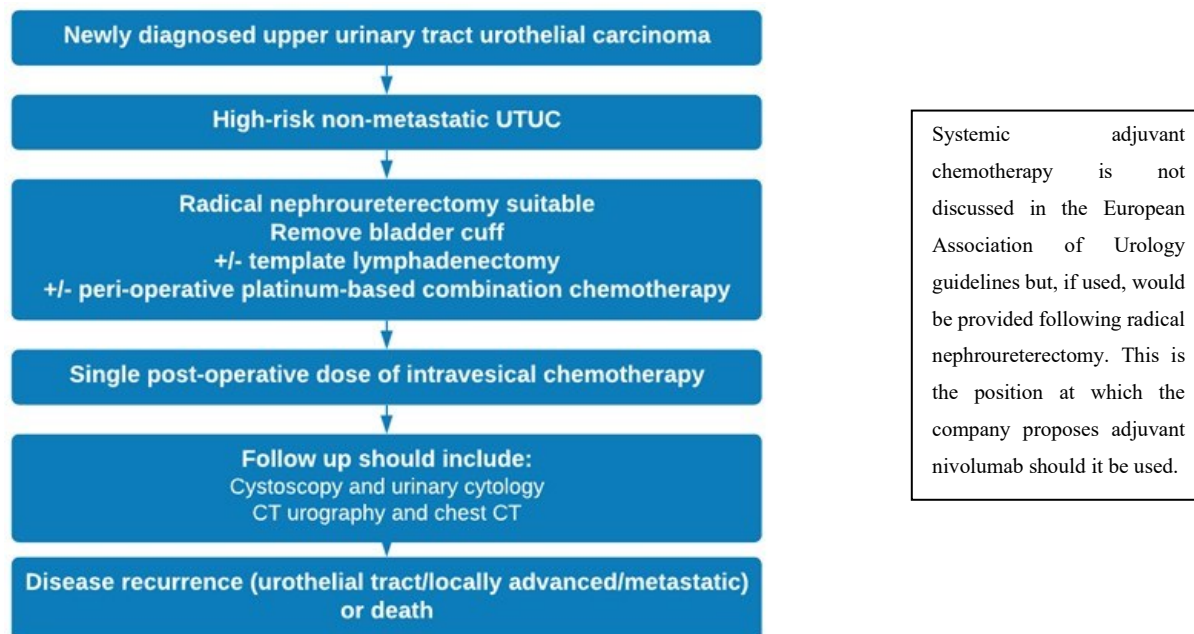 Newly diagnosed upper urinary tract urothelial carcinoma
High-risk non-metastatic UTUC
Radical nephroureterectomy suitable
Remove bladder cuff
+/- template lymphadenectomy
+/- peri-operative platinum-based combination chemotherapy
Single post-operative dose of intravesical chemotherapy
Follow up should include:
Cystoscopy and urinary cytology
CT urography and chest CT
Disease recurrence (urothelial tract/locally advanced/metastatic)
or death
Systemic adjuvant
chemotherapy is not
discussed in the European
Association of Urology
guidelines but, if used, would
be provided following radical
nephroureterectomy. This is
the position at which the
company proposes adjuvant
nivolumab should it be used.